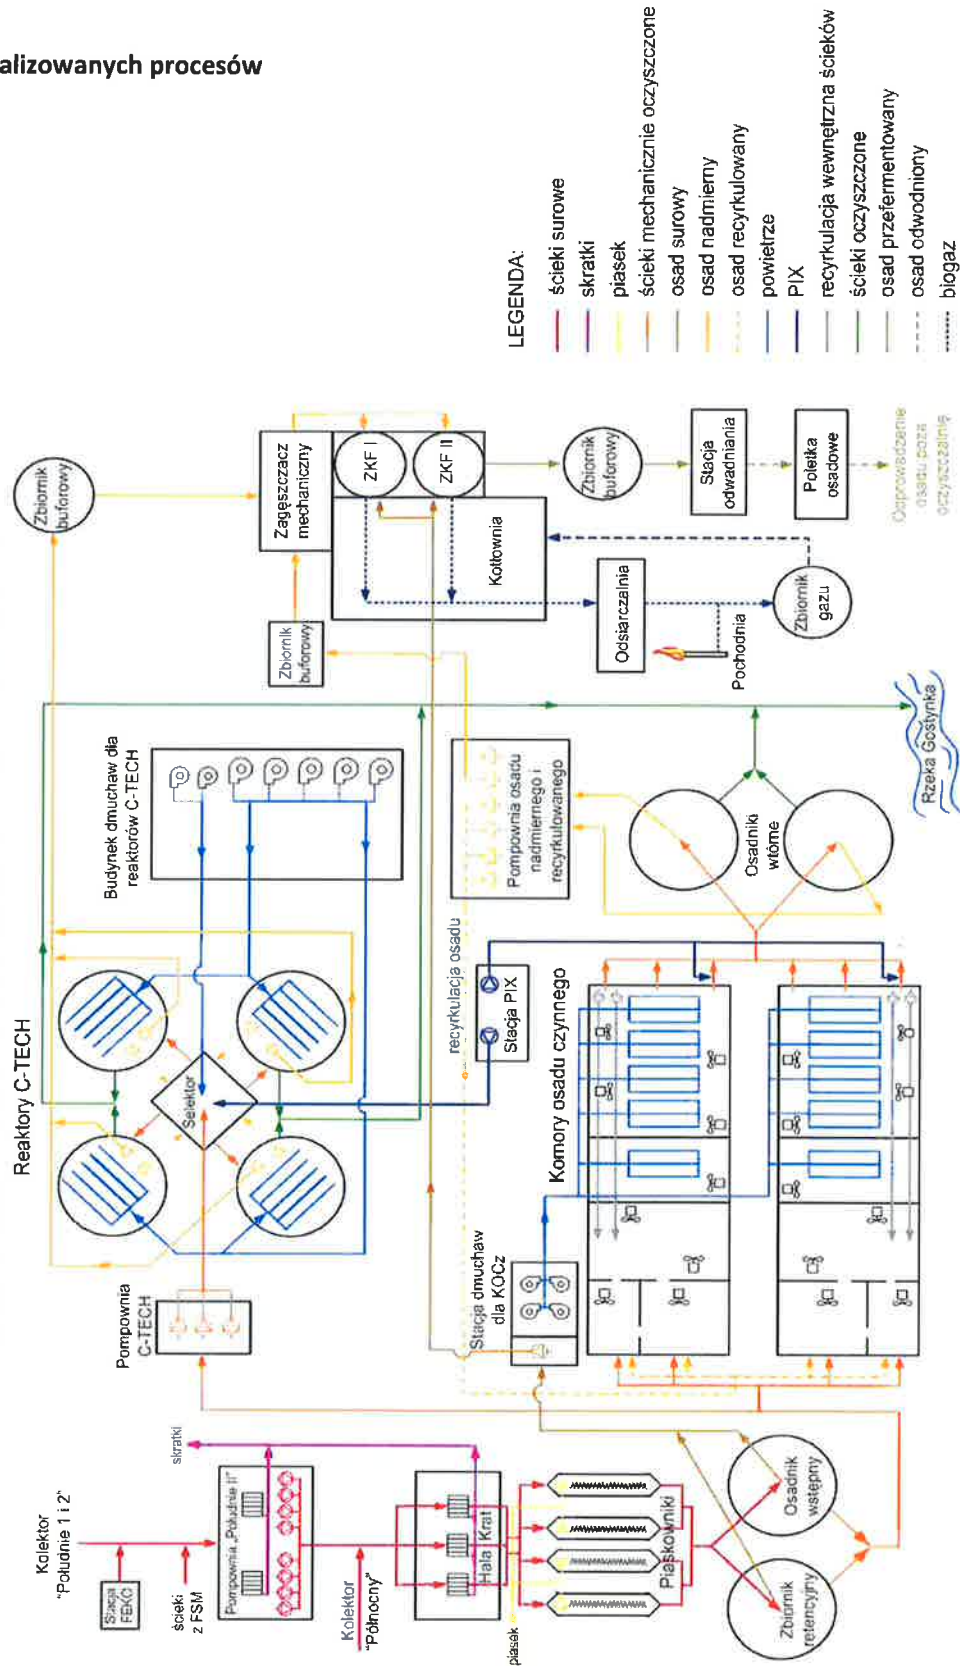 alizowanych procesów
Kolektor
"Południe 1 i 2"
Stacja
FEKO
ścieki
z FSM
Pompownia „Południe II"
skratki
Kolektor
"Północny"
Hala Krat
piasek
Piaskowniki
Zbiornik
retencyjny
Osadnik
wstępny
Pompownia
C-TECH
Reaktory C-TECH
Selektor
Budynek dmuchaw dla
reaktorów C-TECH
Stacja dmuchaw
dla KOCz
recyrkulacja osadu
Stacja PIX
Komory osadu czynnego
Pompownia osadu
nadmiernego i
recyrkulowanego
Osadniki
wtórne
Rzeka Gostynka
Zbiornik
buforowy
Zbiornik
buforowy
Zagęszczacz
mechaniczny
ZKF I
ZKF II
Kotłownia
Odsiarczalnia
Pochodnia
Zbiornik
gazu
Zbiornik
buforowy
Stacja
odwadniania
Poletka
osadowe
Odprowadzenie
osadu poza
oczyszczalnię
LEGENDA:
ścieki surowe
skratki
piasek
ścieki mechanicznie oczyszczone
osad surowy
osad nadmierny
osad recyrkulowany
powietrze
PIX
recyrkulacja wewnętrzna ścieków
ścieki oczyszczone
osad przefermentowany
osad odwodniony
biogaz